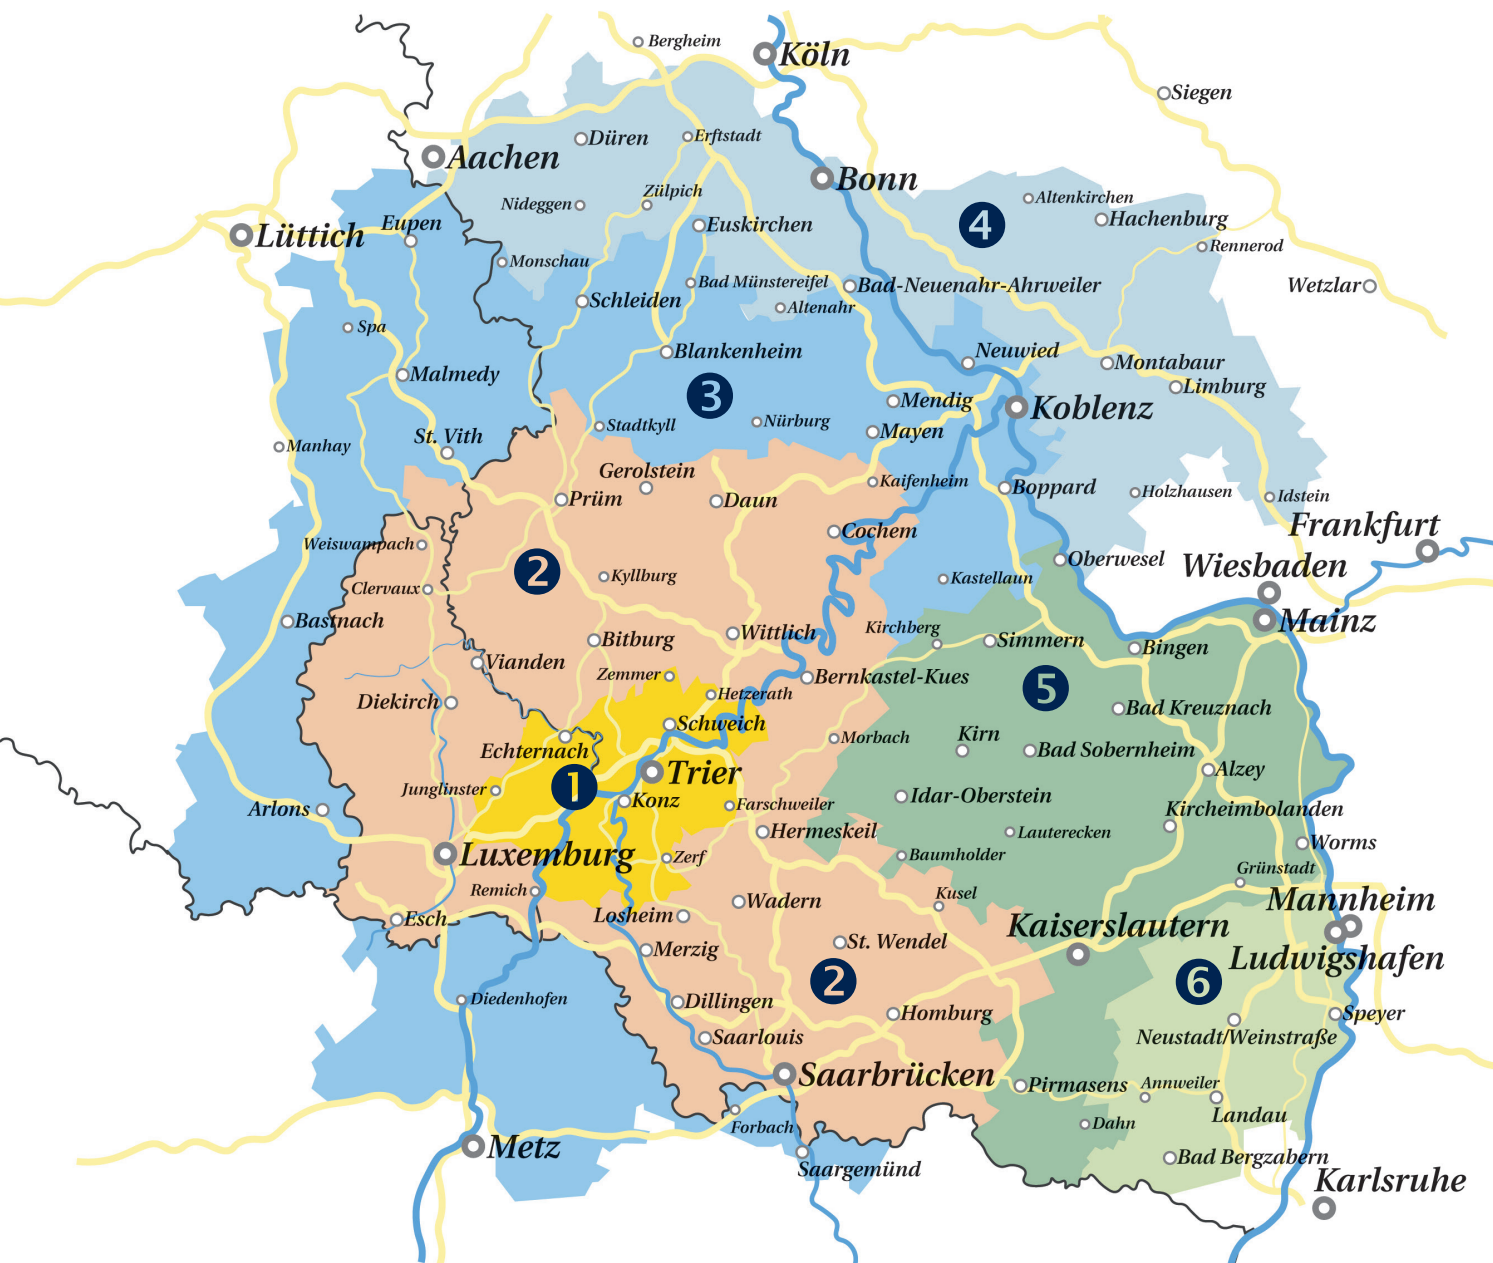 Bergheim
Köln
Siegen
Düren
Erftstadt
Aachen
Bonn
Zülpich
Nideggen
Altenkirchen
Hachenburg
4
Eupen
Lüttich
Euskirchen
Rennerod
Monschau
Bad Münstereifel
Bad-Neuenahr-Ahrweiler
Wetzlar
Schleiden
Altenahr
Spa
Blankenheim
Neuwied
Montabaur
Malmedy
Limburg
3
Mendig
Koblenz
Stadtkyll
Nürburg
Mayen
St. Vith
Manhay
Gerolstein
Kaifenheim
Boppard
Holzhausen
Idstein
Prüm
Daun
Frankfurt
Cochem
Weiswampach
Oberwesel
Wiesbaden
2
Kyllburg
Kastellaun
Clervaux
Bastnach
Mainz
Kirchberg
Wittlich
Bitburg
Simmern
Bingen
Vianden
Zemmer
Bernkastel-Kues
5
Hetzerath
Diekirch
Bad Kreuznach
Schweich
Kirn
Morbach
Echternach
Bad Sobernheim
Trier
Alzey
1
Junglinster
Idar-Oberstein
Konz
Farschweiler
Arlons
Kircheimbolanden
Hermeskeil
Lauterecken
Worms
Luxemburg
Zerf
Baumholder
Grünstadt
Remich
Kusel
Wadern
Mannheim
Esch
Losheim
Kaiserslautern
St. Wendel
Merzig
Ludwigshafen
2
6
Diedenhofen
Dillingen
Homburg
Speyer
Saarlouis
Neustadt/Weinstraße
Saarbrücken
Pirmasens
Annweiler
Landau
Forbach
Dahn
Metz
Bad Bergzabern
Saargemünd
Karlsruhe